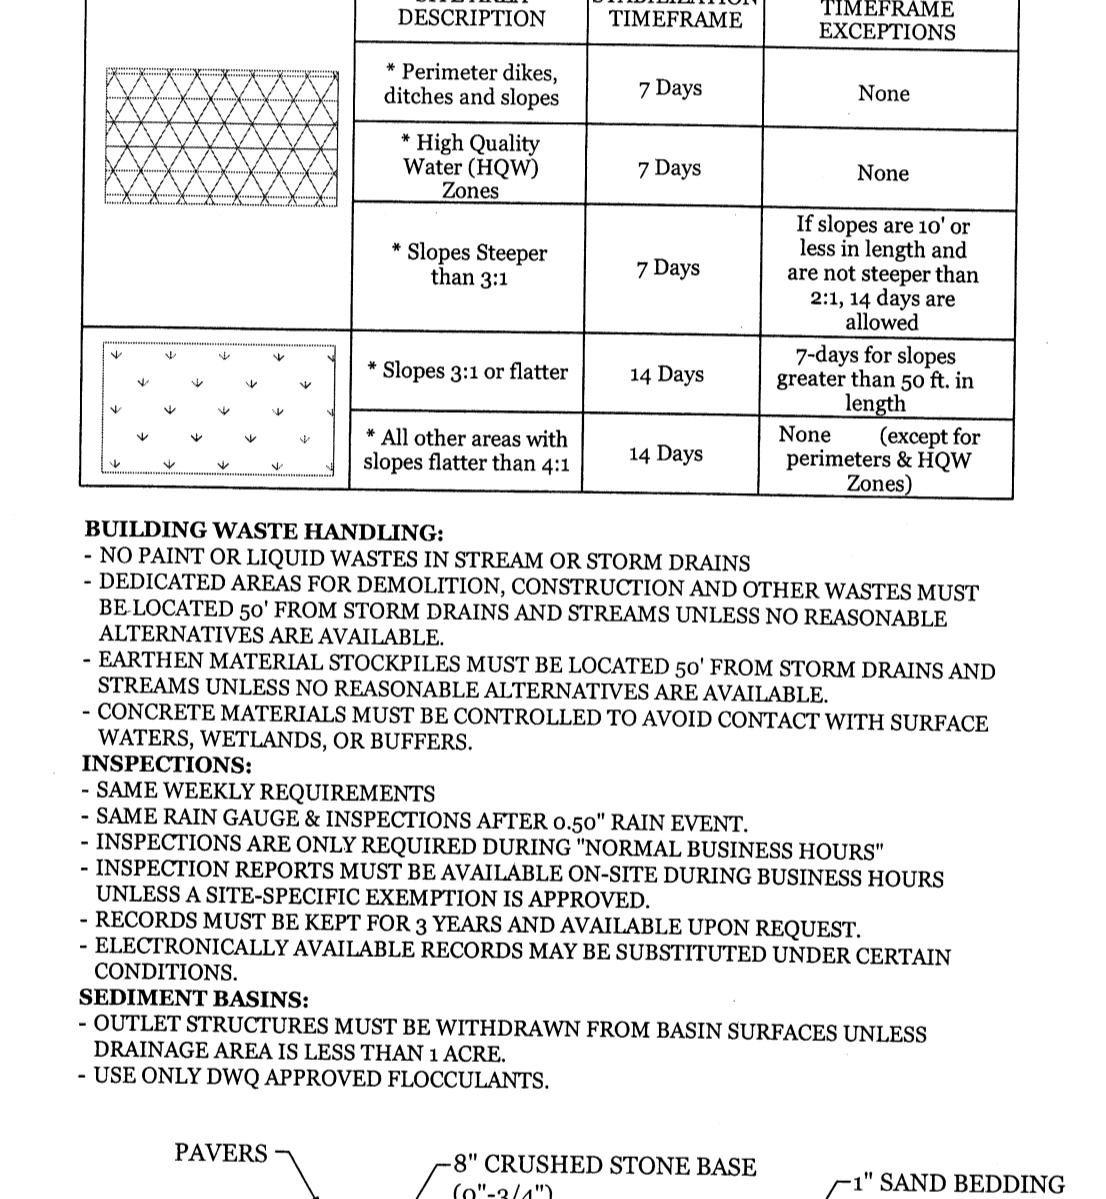 DESCRIPTION
TIMEFRAME
TIMEFRAME
EXCEPTIONS
* Perimeter dikes,
ditches and slopes
7 Days
None
* High Quality
Water (HQW)
Zones
7 Days
None
* Slopes Steeper
than 3:1
7 Days
If slopes are 10' or
less in length and
are not steeper than
2:1, 14 days are
allowed
* Slopes 3:1 or flatter
14 Days
7-days for slopes
greater than 50 ft. in
length
* All other areas with
slopes flatter than 4:1
14 Days
None (except for
perimeters & HQW
Zones)
BUILDING WASTE HANDLING:
- NO PAINT OR LIQUID WASTES IN STREAM OR STORM DRAINS
- DEDICATED AREAS FOR DEMOLITION, CONSTRUCTION AND OTHER WASTES MUST
BE LOCATED 50' FROM STORM DRAINS AND STREAMS UNLESS NO REASONABLE
ALTERNATIVES ARE AVAILABLE.
- EARTHEN MATERIAL STOCKPILES MUST BE LOCATED 50' FROM STORM DRAINS AND
STREAMS UNLESS NO REASONABLE ALTERNATIVES ARE AVAILABLE.
- CONCRETE MATERIALS MUST BE CONTROLLED TO AVOID CONTACT WITH SURFACE
WATERS, WETLANDS, OR BUFFERS.
INSPECTIONS:
- SAME WEEKLY REQUIREMENTS
- SAME RAIN GAUGE & INSPECTIONS AFTER 0.50" RAIN EVENT.
- INSPECTIONS ARE ONLY REQUIRED DURING "NORMAL BUSINESS HOURS"
- INSPECTION REPORTS MUST BE AVAILABLE ON-SITE DURING BUSINESS HOURS
UNLESS A SITE-SPECIFIC EXEMPTION IS APPROVED.
- RECORDS MUST BE KEPT FOR 3 YEARS AND AVAILABLE UPON REQUEST.
- ELECTRONICALLY AVAILABLE RECORDS MAY BE SUBSTITUTED UNDER CERTAIN
CONDITIONS.
SEDIMENT BASINS:
- OUTLET STRUCTURES MUST BE WITHDRAWN FROM BASIN SURFACES UNLESS
DRAINAGE AREA IS LESS THAN 1 ACRE.
- USE ONLY DWQ APPROVED FLOCCULANTS.
PAVERS
8" CRUSHED STONE BASE
(0"-3/4")
1" SAND BEDDING